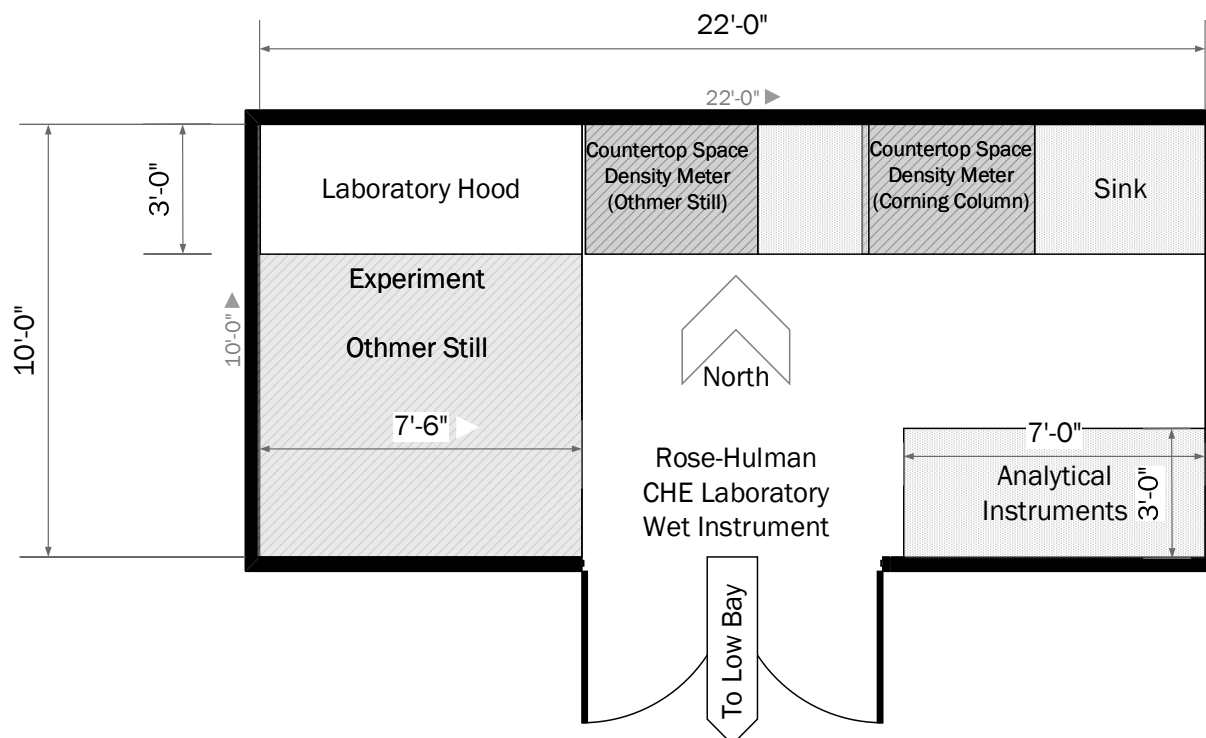 22'-0"
22'-0"
3'-0"
10'-0"
10'-0"
Laboratory Hood
Countertop Space
Density Meter
(Othmer Still)
Countertop Space
Density Meter
(Corning Column)
Sink
Experiment
Othmer Still
7'-6"
North
Rose-Hulman
CHE Laboratory
Wet Instrument
7'-0"
Analytical
Instruments
3'-0"
To Low Bay